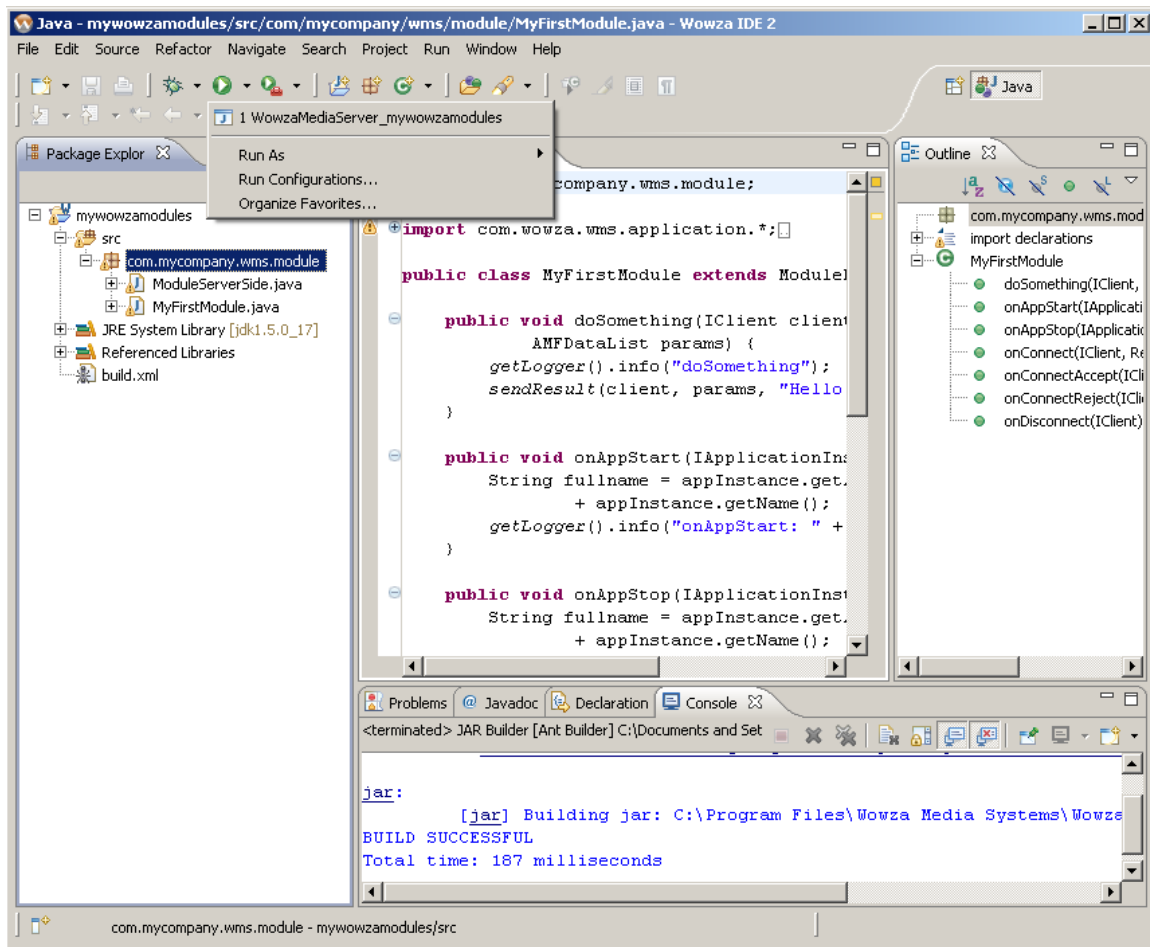 Java - mywowzamodules/src/com/mycompany/wms/module/MyFirstModule.java - Wowza IDE 2
File Edit Source Refactor Navigate Search Project Run Window Help
Java
1 WowzaMediaServer_mywowzamodules
Run As
Run Configurations...
Organize Favorites...
Package Explor
mywowzamodules
src
com.mycompany.wms.module
ModuleServerSide.java
MyFirstModule.java
JRE System Library [jdk1.5.0_17]
Referenced Libraries
build.xml
company.wms.module;
import com.wowza.wms.application.*;
public class MyFirstModule extends Module
public void doSomething(IClient client
AMFDataList params) {
getLogger().info("doSomething");
sendResult(client, params, "Hello
}
public void onAppStart(IApplicationIns
String fullname = appInstance.get
+ appInstance.getName();
getLogger().info("onAppStart: " +
}
public void onAppStop(IApplicationInst
String fullname = appInstance.get
+ appInstance.getName();
Outline
com.mycompany.wms.mod
import declarations
MyFirstModule
doSomething(IClient,
onAppStart(IApplicati
onAppStop(IApplicatio
onConnect(IClient, Re
onConnectAccept(ICli
onConnectReject(IClie
onDisconnect(IClient)
Problems @ Javadoc Declaration Console
<terminated> JAR Builder [Ant Builder] C:\Documents and Set
jar:
[jar] Building jar: C:\Program Files\Wowza Media Systems\Wowza
BUILD SUCCESSFUL
Total time: 187 milliseconds
com.mycompany.wms.module - mywowzamodules/src